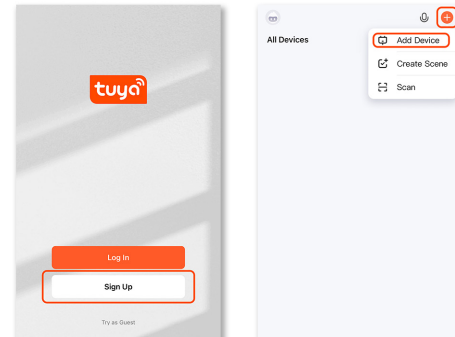 tuya
Log In
Sign Up
Try as Guest
All Devices
Add Device
Create Scene
Scan